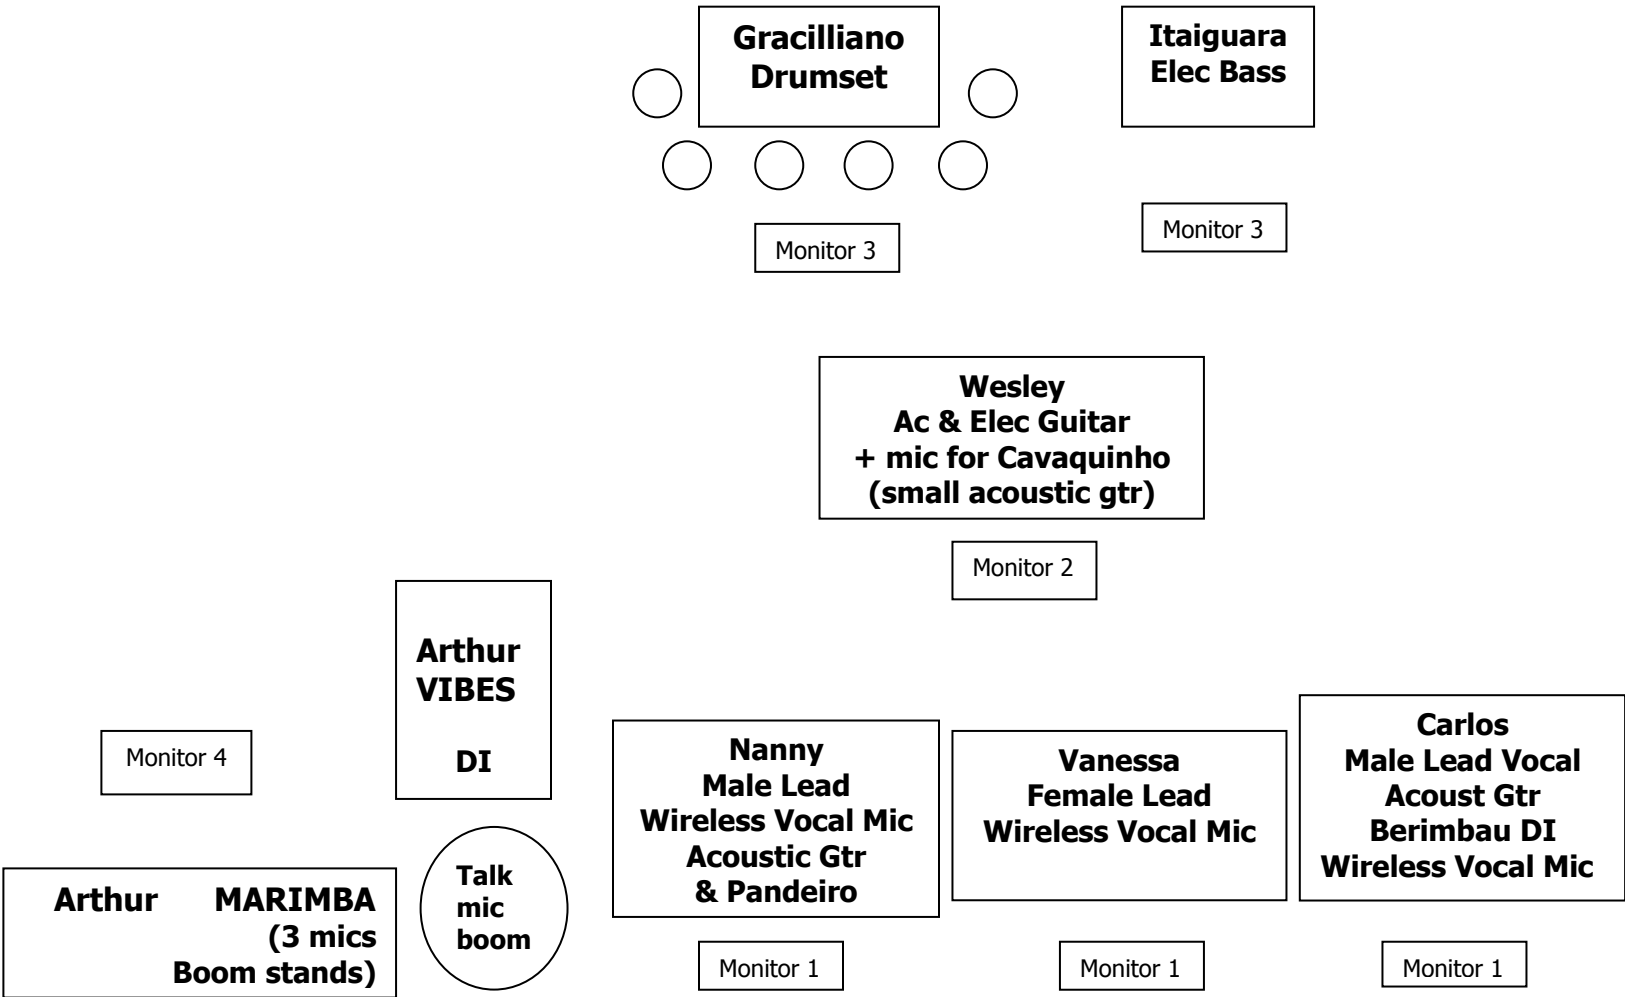 Gracilliano
Drumset
Itaiguara
Elec Bass
Monitor 3
Monitor 3
Wesley
Ac & Elec Guitar
+ mic for Cavaquinho
(small acoustic gtr)
Monitor 2
Arthur
VIBES
DI
Monitor 4
Nanny
Male Lead
Wireless Vocal Mic
Acoustic Gtr
& Pandeiro
Vanessa
Female Lead
Wireless Vocal Mic
Carlos
Male Lead Vocal
Acoust Gtr
Berimbau DI
Wireless Vocal Mic
Arthur MARIMBA
(3 mics
Boom stands)
Talk
mic
boom
Monitor 1
Monitor 1
Monitor 1